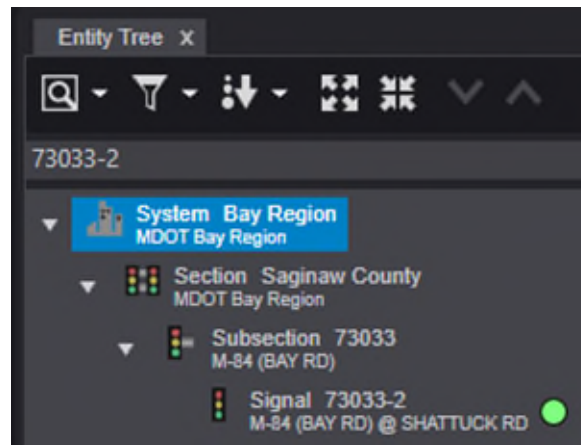 Entity Tree X
73033-2
System Bay Region
MDOT Bay Region
Section Saginaw County
MDOT Bay Region
Subsection 73033
M-84 (BAY RD)
Signal 73033-2
M-84 (BAY RD) @ SHATTUCK RD